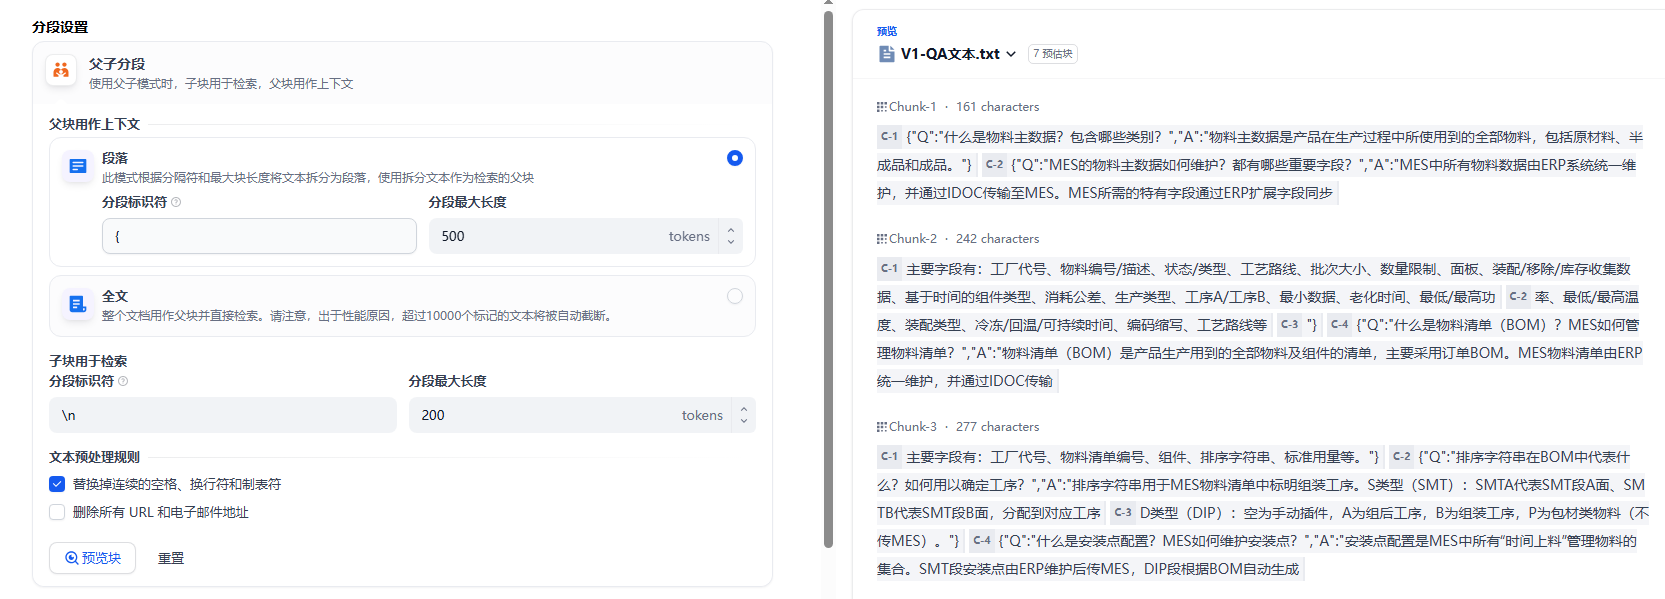 分段设置
父子分段
使用父子模式时，子块用于检索，父块用作上下文
父块用作上下文
段落
此模式根据分隔符和最大块长度将文本拆分为段落，使用拆分文本作为检索的父块
分段标识符
分段最大长度
{
500
tokens
全文
整个文档用作父块并直接检索。请注意，出于性能原因，超过10000个标记的文本将被自动截断。
子块用于检索
分段标识符
分段最大长度
\n
200
tokens
文本预处理规则
替换掉连续的空格、换行符和制表符
删除所有 URL 和电子邮件地址
预览块
重置
预览
V1-QA文本.txt
7 预估块
Chunk-1 · 161 characters
C-1 {"Q":"什么是物料主数据？包含哪些类别？","A":"物料主数据是产品在生产过程中所使用到的全部物料，包括原材料、半
成品和成品。"} C-2 {"Q":"MES的物料主数据如何维护？都有哪些重要字段？","A":"MES中所有物料数据由ERP系统统一维
护，并通过IDOC传输至MES。MES所需的特有字段通过ERP扩展字段同步
Chunk-2 · 242 characters
C-1 主要字段有：工厂代号、物料编号/描述、状态/类型、工艺路线、批次大小、数量限制、面板、装配/移除/库存收集数
据、基于时间的组件类型、消耗公差、生产类型、工序A/工序B、最小数据、老化时间、最低/最高功 C-2 率、最低/最高温
度、装配类型、冷冻/回温/可持续时间、编码缩写、工艺路线等 C-3 "} C-4 {"Q":"什么是物料清单（BOM）？MES如何管
理物料清单？","A":"物料清单（BOM）是产品生产用到的全部物料及组件的清单，主要采用订单BOM。MES物料清单由ERP
统一维护，并通过IDOC传输
Chunk-3 · 277 characters
C-1 主要字段有：工厂代号、物料清单编号、组件、排序字符串、标准用量等。"} C-2 {"Q":"排序字符串在BOM中代表什
么？如何用以确定工序？","A":"排序字符串用于MES物料清单中标明组装工序。S类型（SMT）：SMTA代表SMT段A面、SM
TB代表SMT段B面，分配到对应工序 C-3 D类型（DIP）：空为手动插件，A为组后工序，B为组装工序，P为包材类物料（不
传MES）。"} C-4 {"Q":"什么是安装点配置？MES如何维护安装点？","A":"安装点配置是MES中所有“时间上料”管理物料的
集合。SMT段安装点由ERP维护后传MES，DIP段根据BOM自动生成